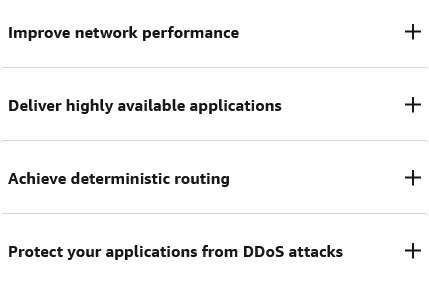 Improve network performance
Deliver highly available applications
Achieve deterministic routing
Protect your applications from DDoS attacks